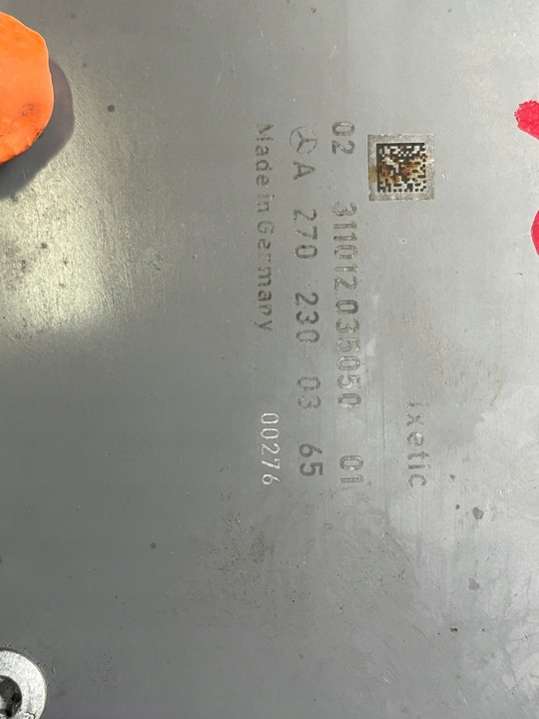 ixetic
02 311012035050 01
A 270 230 03 65
Made in Germany
00276